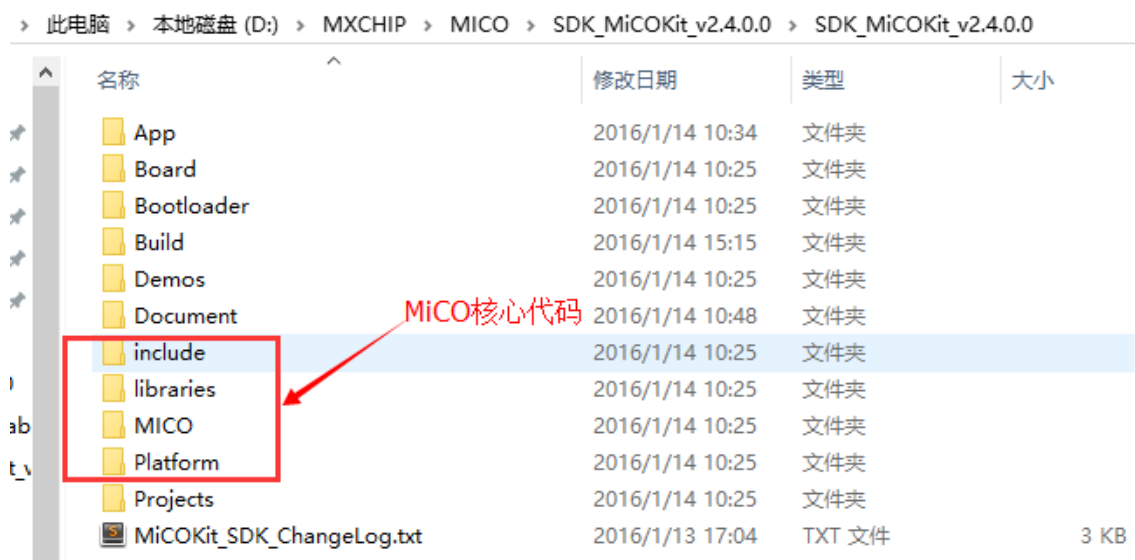 此电脑 > 本地磁盘 (D:) > MXCHIP > MICO > SDK_MiCOKit_v2.4.0.0 > SDK_MiCOKit_v2.4.0.0
名称 修改日期 类型 大小
App 2016/1/14 10:34 文件夹
Board 2016/1/14 10:25 文件夹
Bootloader 2016/1/14 10:25 文件夹
Build 2016/1/14 15:15 文件夹
Demos 2016/1/14 10:25 文件夹
MiCO核心代码
Document 2016/1/14 10:48 文件夹
include 2016/1/14 10:25 文件夹
libraries 2016/1/14 10:25 文件夹
MICO 2016/1/14 10:25 文件夹
Platform 2016/1/14 10:25 文件夹
Projects 2016/1/14 10:25 文件夹
MiCOKit_SDK_ChangeLog.txt 2016/1/13 17:04 TXT 文件 3 KB